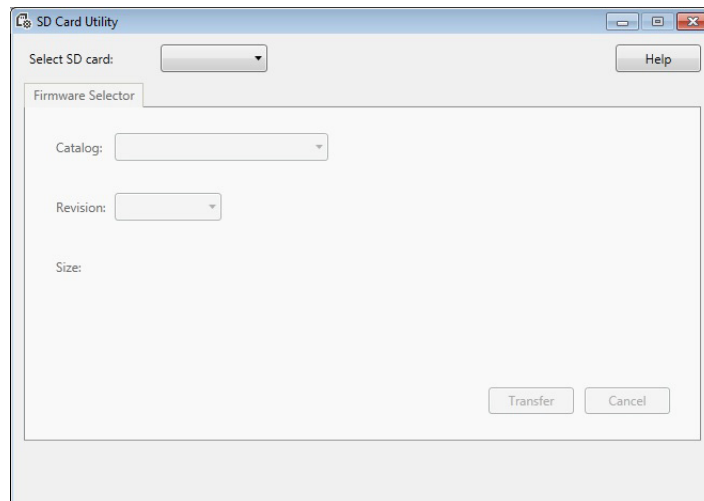 SD Card Utility
Select SD card:
Help
Firmware Selector
Catalog:
Revision:
Size:
Transfer Cancel